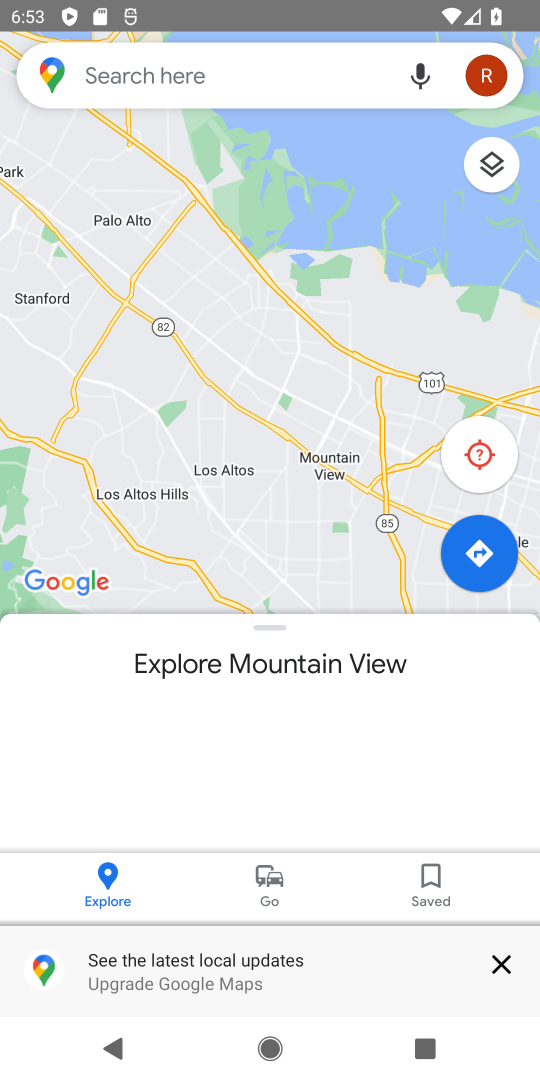 6:53
Search here
R
Park
Palo Alto
Stanford
82
101
?
Mountain
View
Los Altos
Los Altos Hills
85
le
Google
Explore Mountain View
Explore
Go
Saved
See the latest local updates
Upgrade Google Maps